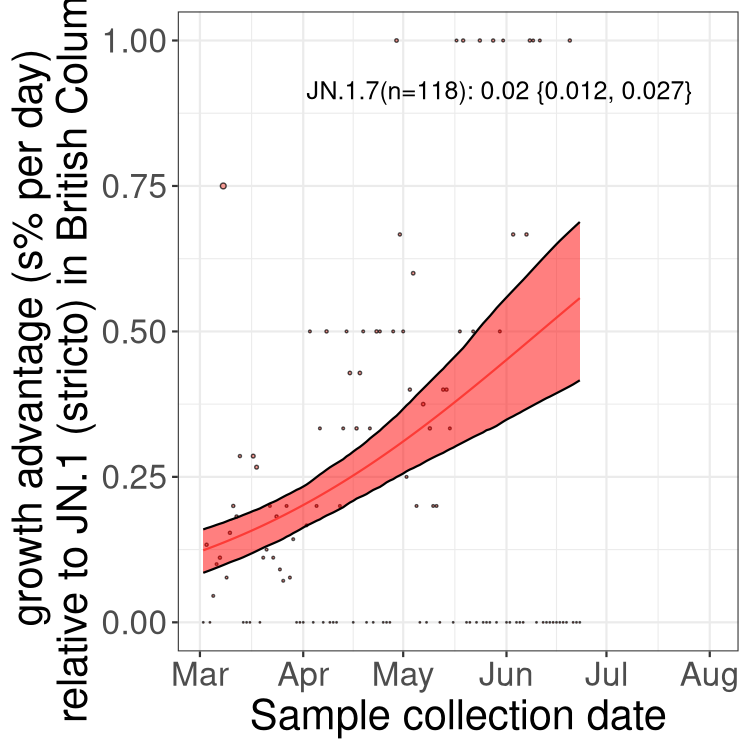 growth advantage (s% per day)
relative to JN.1 (stricto) in British Colum
1.00
0.75
0.50
0.25
0.00
JN.1.7(n=118): 0.02 {0.012, 0.027}
Mar Apr May Jun Jul Aug
Sample collection date